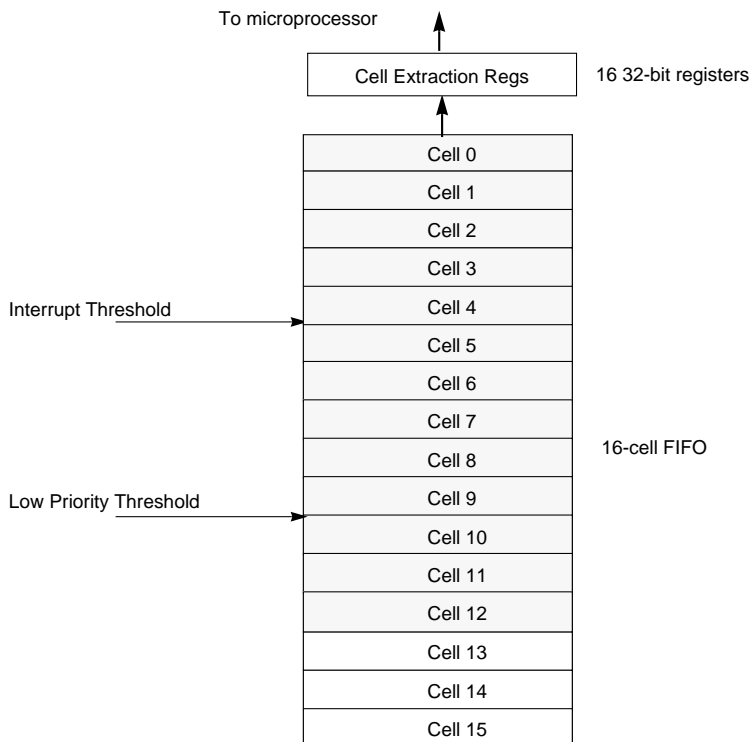 To microprocessor
Cell Extraction Regs
16 32-bit registers
Cell 0
Cell 1
Cell 2
Cell 3
Interrupt Threshold
Cell 4
Cell 5
Cell 6
Cell 7
16-cell FIFO
Cell 8
Low Priority Threshold
Cell 9
Cell 10
Cell 11
Cell 12
Cell 13
Cell 14
Cell 15